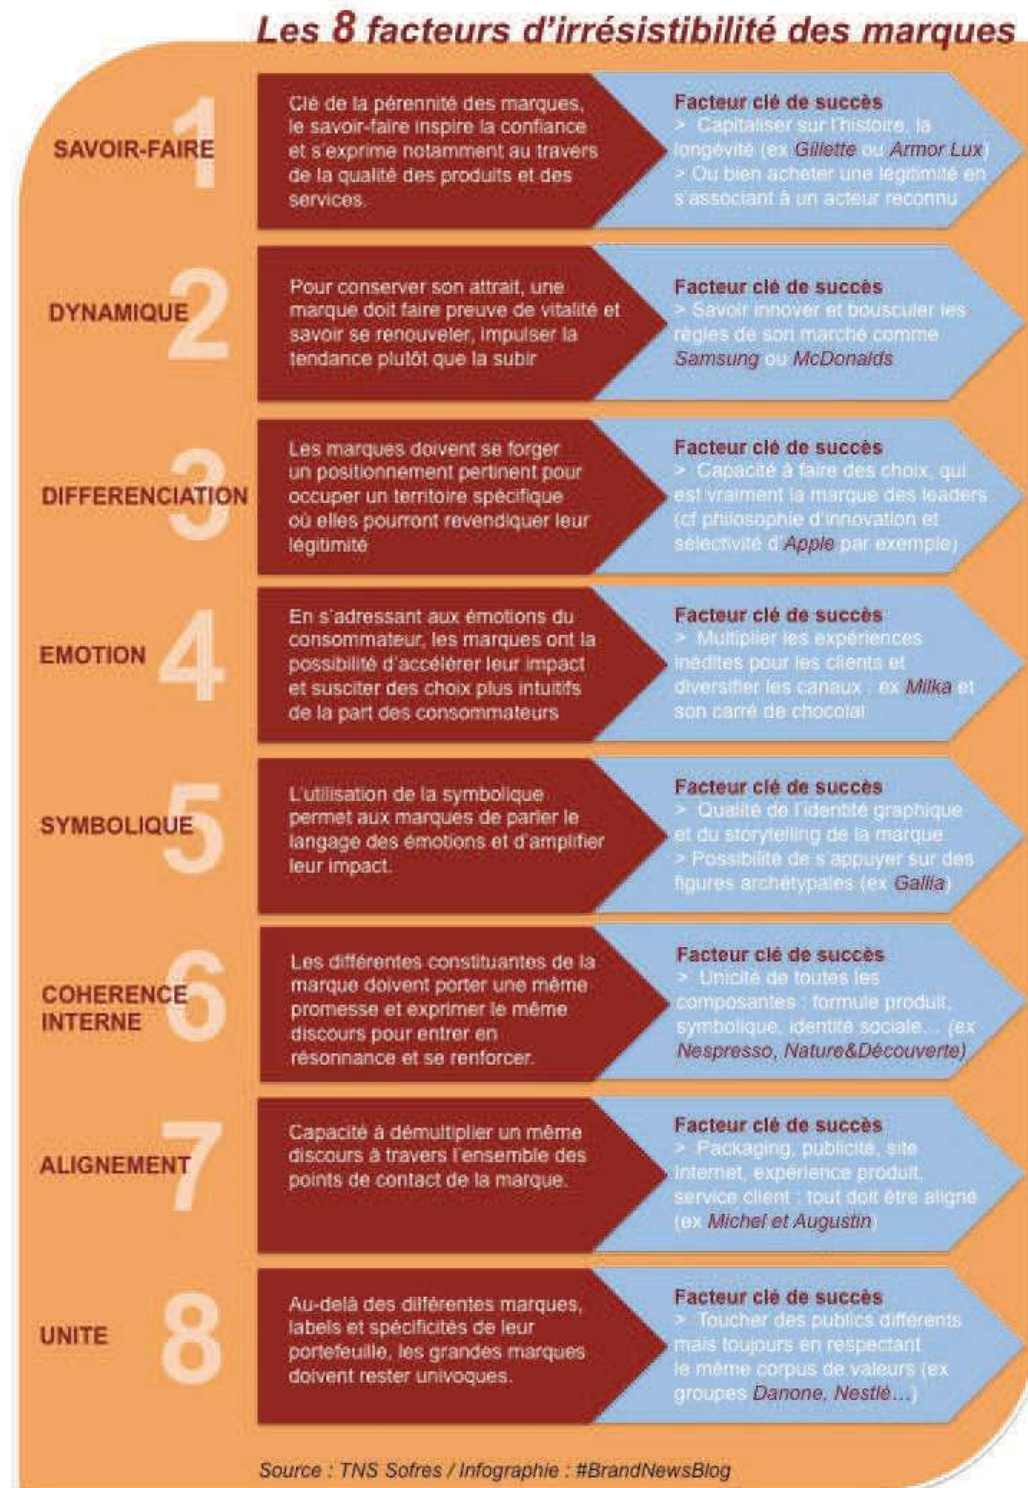 Les 8 facteurs d'irrésistibilité des marques
1
SAVOIR-FAIRE
Clé de la pérennité des marques,
le savoir-faire inspire la confiance
et s'exprime notamment au travers
de la qualité des produits et des
services.
Facteur clé de succès
> Capitaliser sur l'histoire, la
longévité (ex Gillette ou Armor Lux)
> Ou bien acheter une légitimité en
s'associant à un acteur reconnu
2
DYNAMIQUE
Pour conserver son attrait, une
marque doit faire preuve de vitalité et
savoir se renouveler, impulser la
tendance plutôt que la subir
Facteur clé de succès
> Savoir innover et bousculer les
règles de son marché comme
Samsung ou McDonalds
3
DIFFERENCIATION
Les marques doivent se forger
un positionnement pertinent pour
occuper un territoire spécifique
où elles pourront revendiquer leur
légitimité
Facteur clé de succès
> Capacité à faire des choix, qui
est vraiment la marque des leaders
(cf philosophie d'innovation et
sélectivité d'Apple par exemple)
4
EMOTION
En s'adressant aux émotions du
consommateur, les marques ont la
possibilité d'accélérer leur impact
et susciter des choix plus intuitifs
de la part des consommateurs
Facteur clé de succès
> Multiplier les expériences
inédites pour les clients et
diversifier les canaux : ex Milka et
son carré de chocolat
5
SYMBOLIQUE
L'utilisation de la symbolique
permet aux marques de parler le
langage des émotions et d'amplifier
leur impact.
Facteur clé de succès
> Qualité de l'identité graphique
et du storytelling de la marque
> Possibilité de s'appuyer sur des
figures archétypales (ex Gallia)
6
COHERENCE
INTERNE
Les différentes constituantes de la
marque doivent porter une même
promesse et exprimer le même
discours pour entrer en
résonnance et se renforcer.
Facteur clé de succès
> Unicité de toutes les
composantes : formule produit,
symbolique, identité sociale... (ex
Nespresso, Nature&Découverte)
7
ALIGNEMENT
Capacité à démultiplier un même
discours à travers l'ensemble des
points de contact de la marque.
Facteur clé de succès
> Packaging, publicité, site
Internet, expérience produit,
service client : tout doit être aligné
(ex Michel et Augustin)
8
UNITE
Au-delà des différentes marques,
labels et spécificités de leur
portefeuille, les grandes marques
doivent rester univoques.
Facteur clé de succès
> Toucher des publics différents
mais toujours en respectant
le même corpus de valeurs (ex
groupes Danone, Nestlé...)
Source : TNS Sofres / Infographie : #BrandNewsBlog